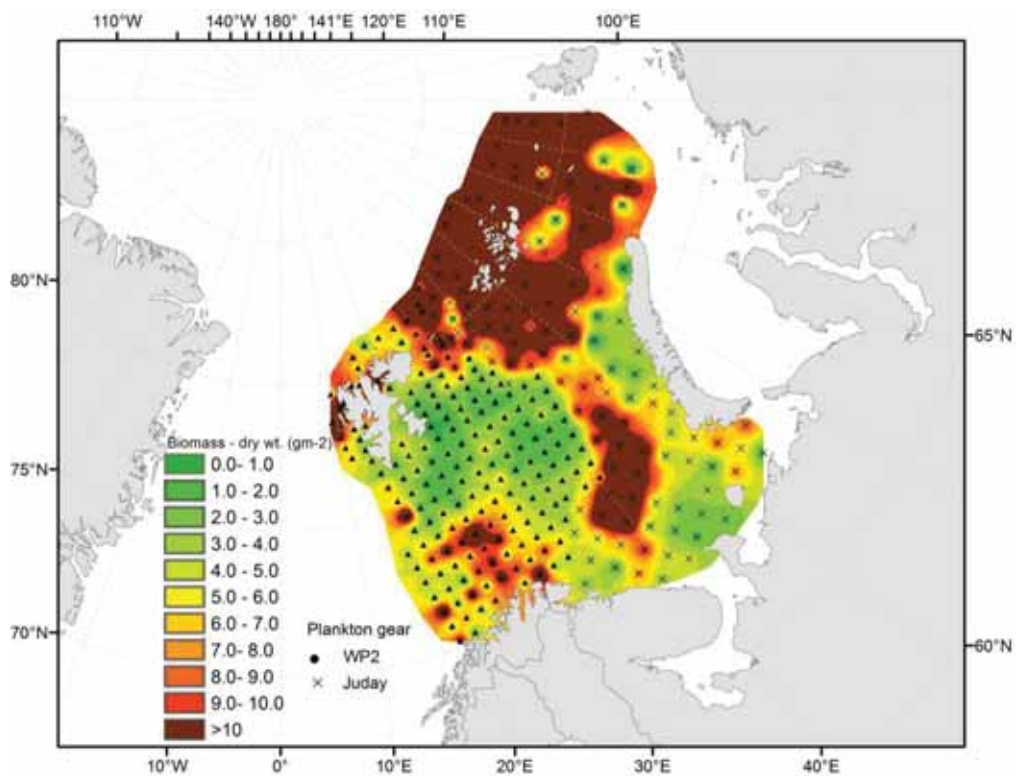 110°W 140°W 180° 141°E 120°E 110°E 100°E
80°N
75°N
70°N
65°N
60°N
Biomass - dry wt. (gm-2)
0.0- 1.0
1.0 - 2.0
2.0 - 3.0
3.0 - 4.0
4.0 - 5.0
5.0 - 6.0
6.0 - 7.0
7.0 - 8.0
8.0- 9.0
9.0- 10.0
>10
Plankton gear
WP2
Juday
10°W 0° 10°E 20°E 30°E 40°E